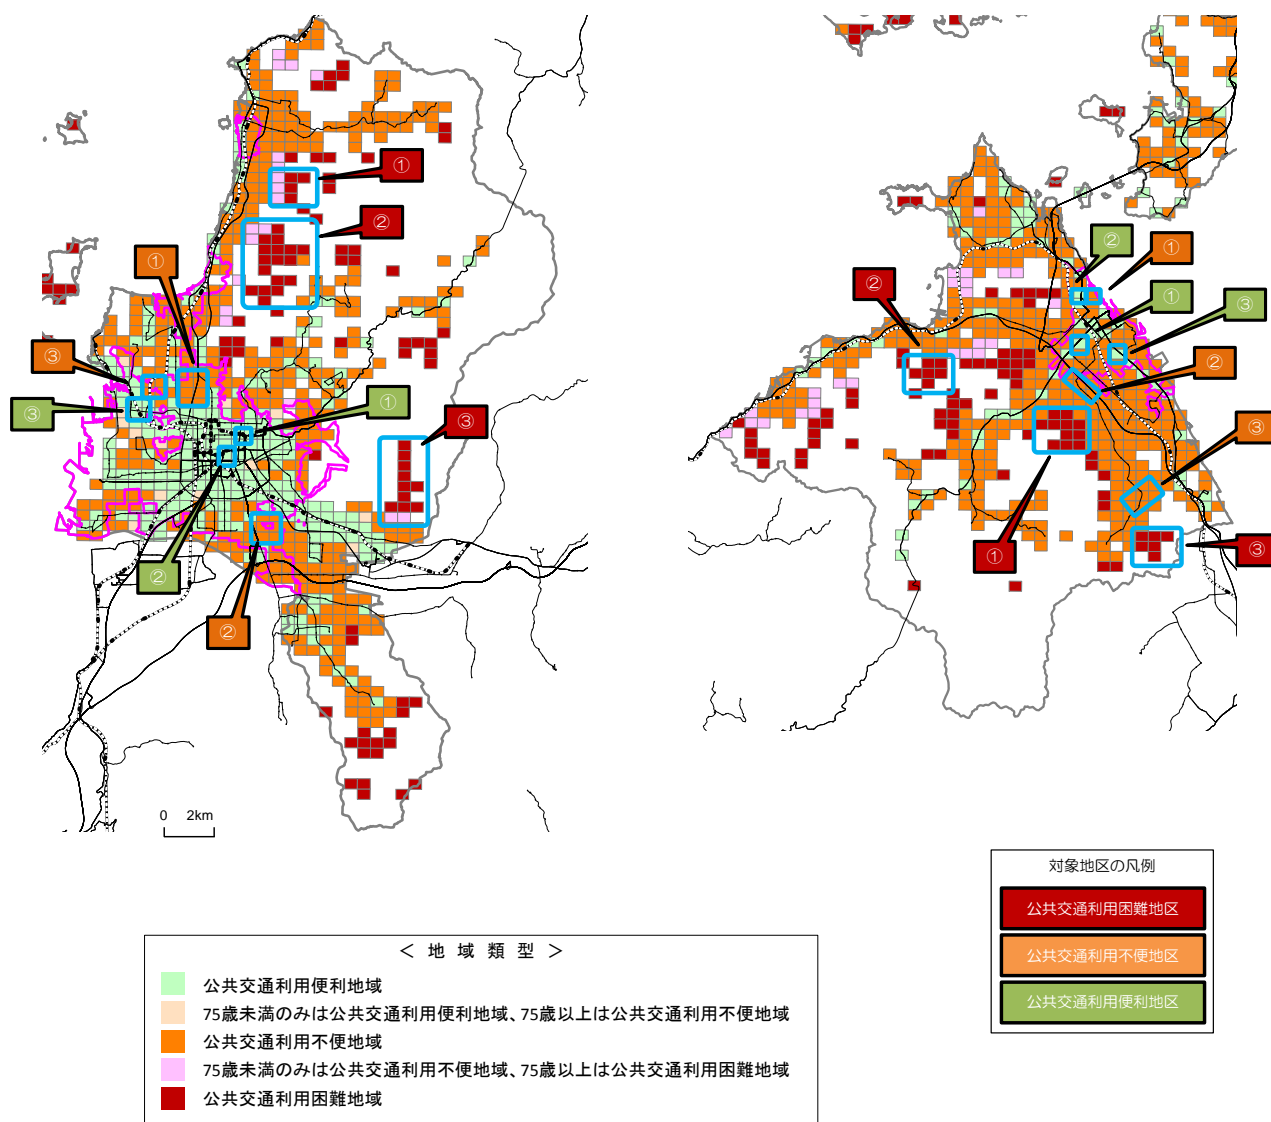 ①
②
①
③
③
①
③
②
②
0 2km
②
①
②
①
③
②
③
①
③
対象地区の凡例
公共交通利用困難地区
公共交通利用不便地区
公共交通利用便利地区
＜ 地 域 類 型 ＞
公共交通利用便利地域
75歳未満のみは公共交通利用便利地域、75歳以上は公共交通利用不便地域
公共交通利用不便地域
75歳未満のみは公共交通利用不便地域、75歳以上は公共交通利用困難地域
公共交通利用困難地域